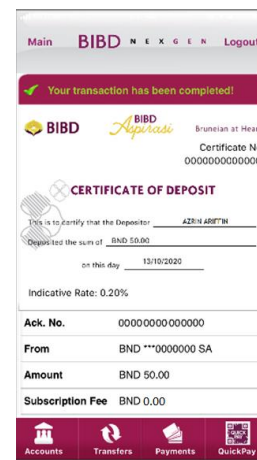 Main BIBD NEXGEN Logout
Your transaction has been completed!
BIBD BIBD Aspirasi Bruneian at Hear
Certificate N
000000000000
CERTIFICATE OF DEPOSIT
This is to certify that the Depositor AZRIN ARIFFIN
Deposited the sum of BND 50.00
on this day 13/10/2020
Indicative Rate: 0.20%
Ack. No. 00000000000000
From BND ***0000000 SA
Amount BND 50.00
Subscription Fee BND 0.00
Accounts Transfers Payments QuickPay